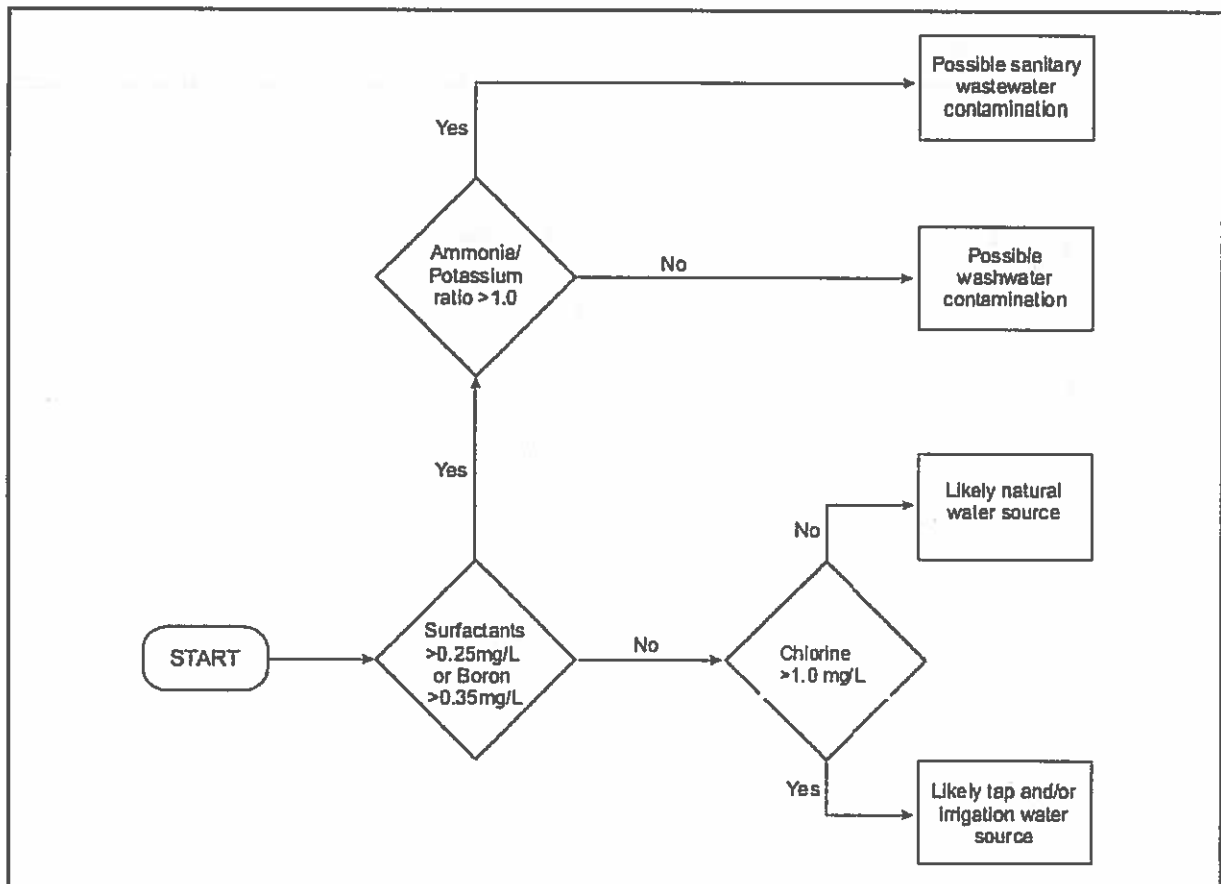 Possible sanitary
wastewater
contamination
Yes
Ammonia/
Potassium
ratio >1.0
No
Possible
washwater
contamination
Yes
Likely natural
water source
No
START
Surfactants
>0.25mg/L
or Boron
>0.35mg/L
No
Chlorine
>1.0 mg/L
Yes
Likely tap and/or
irrigation water
source